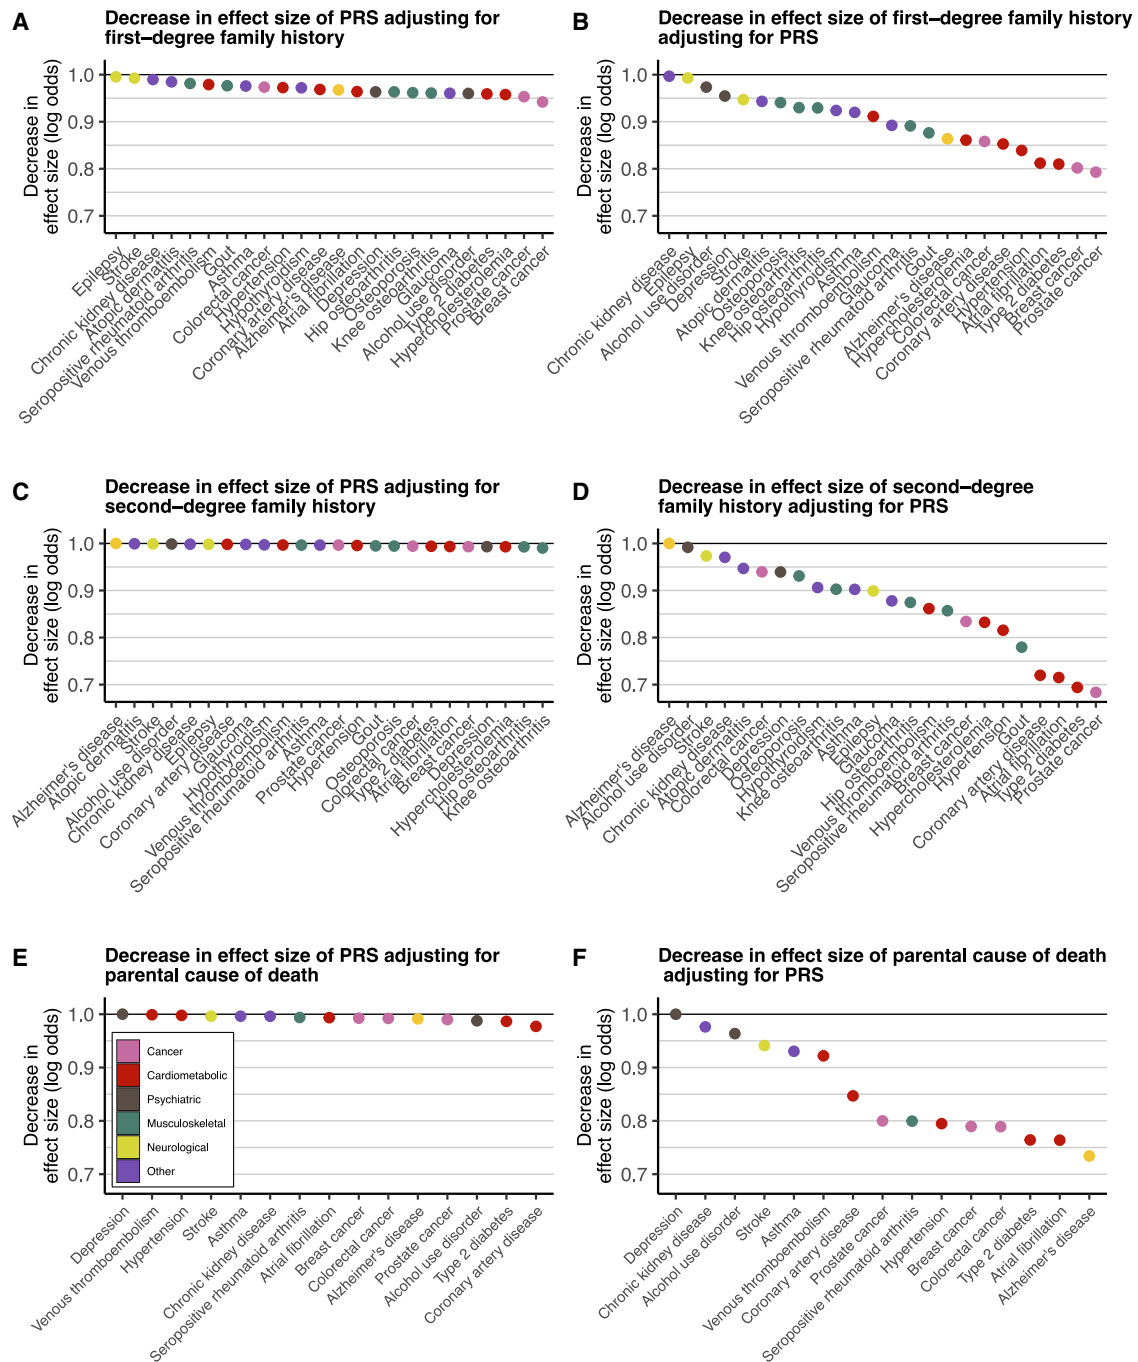 A
Decrease in effect size of PRS adjusting for
first−degree family history
Decrease in
effect size (log odds)
1.0
0.9
0.8
0.7
Epilepsy
Stroke
Chronic kidney disease
Atopic dermatitis
Seropositive rheumatoid arthritis
Venous thromboembolism
Gout
Asthma
Colorectal cancer
Hypertension
Hypothyroidism
Coronary artery disease
Alzheimer's disease
Atrial fibrillation
Depression
Hip osteoarthritis
Osteoporosis
Knee osteoarthritis
Glaucoma
Alcohol use disorder
Type 2 diabetes
Hypercholesterolemia
Prostate cancer
Breast cancer
B
Decrease in effect size of first−degree family history
adjusting for PRS
Decrease in
effect size (log odds)
1.0
0.9
0.8
0.7
Chronic kidney disease
Epilepsy
Alcohol use disorder
Depression
Stroke
Atopic dermatitis
Osteoporosis
Knee osteoarthritis
Hip osteoarthritis
Hypothyroidism
Asthma
Venous thromboembolism
Glaucoma
Seropositive rheumatoid arthritis
Gout
Alzheimer's disease
Hypercholesterolemia
Colorectal cancer
Coronary artery disease
Hypertension
Atrial fibrillation
Type 2 diabetes
Breast cancer
Prostate cancer
C
Decrease in effect size of PRS adjusting for
second−degree family history
Decrease in
effect size (log odds)
1.0
0.9
0.8
0.7
Alzheimer's disease
Atopic dermatitis
Stroke
Alcohol use disorder
Chronic kidney disease
Epilepsy
Coronary artery disease
Glaucoma
Hypothyroidism
Venous thromboembolism
Seropositive rheumatoid arthritis
Asthma
Prostate cancer
Hypertension
Gout
Osteoporosis
Colorectal cancer
Type 2 diabetes
Atrial fibrillation
Breast cancer
Depression
Hypercholesterolemia
Hip osteoarthritis
Knee osteoarthritis
D
Decrease in effect size of second−degree
family history adjusting for PRS
Decrease in
effect size (log odds)
1.0
0.9
0.8
0.7
Alzheimer's disease
Alcohol use disorder
Stroke
Chronic kidney disease
Atopic dermatitis
Colorectal cancer
Depression
Osteoporosis
Hypothyroidism
Knee osteoarthritis
Asthma
Epilepsy
Glaucoma
Hip osteoarthritis
Venous thromboembolism
Seropositive rheumatoid arthritis
Breast cancer
Hypercholesterolemia
Hypertension
Gout
Coronary artery disease
Atrial fibrillation
Type 2 diabetes
Prostate cancer
E
Decrease in effect size of PRS adjusting for
parental cause of death
Decrease in
effect size (log odds)
1.0
0.9
0.8
0.7
Cancer
Cardiometabolic
Psychiatric
Musculoskeletal
Neurological
Other
Depression
Venous thromboembolism
Hypertension
Stroke
Asthma
Chronic kidney disease
Seropositive rheumatoid arthritis
Atrial fibrillation
Breast cancer
Colorectal cancer
Alzheimer's disease
Prostate cancer
Alcohol use disorder
Type 2 diabetes
Coronary artery disease
F
Decrease in effect size of parental cause of death
adjusting for PRS
Decrease in
effect size (log odds)
1.0
0.9
0.8
0.7
Depression
Chronic kidney disease
Alcohol use disorder
Stroke
Asthma
Venous thromboembolism
Coronary artery disease
Prostate cancer
Seropositive rheumatoid arthritis
Hypertension
Breast cancer
Colorectal cancer
Type 2 diabetes
Atrial fibrillation
Alzheimer's disease